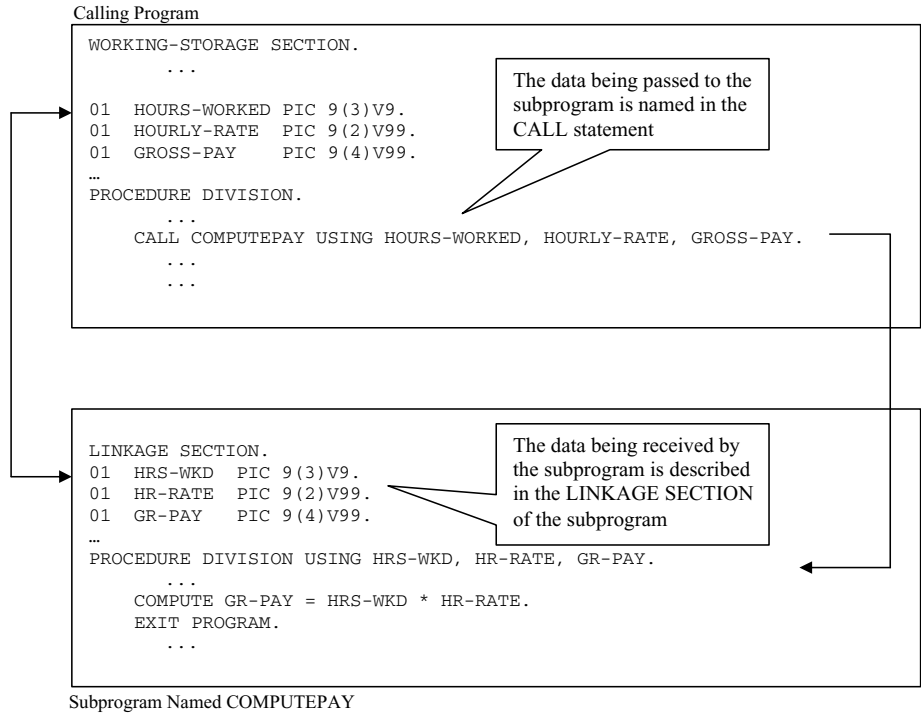 Calling Program
WORKING-STORAGE SECTION.
...
The data being passed to the
subprogram is named in the
CALL statement
01  HOURS-WORKED PIC 9(3)V9.
01  HOURLY-RATE  PIC 9(2)V99.
01  GROSS-PAY    PIC 9(4)V99.
…
PROCEDURE DIVISION.
...
CALL COMPUTEPAY USING HOURS-WORKED, HOURLY-RATE, GROSS-PAY.
...
...
LINKAGE SECTION.
01  HRS-WKD  PIC 9(3)V9.
01  HR-RATE  PIC 9(2)V99.
01  GR-PAY   PIC 9(4)V99.
The data being received by
the subprogram is described
in the LINKAGE SECTION
of the subprogram
…
PROCEDURE DIVISION USING HRS-WKD, HR-RATE, GR-PAY.
...
COMPUTE GR-PAY = HRS-WKD * HR-RATE.
EXIT PROGRAM.
...
Subprogram Named COMPUTEPAY